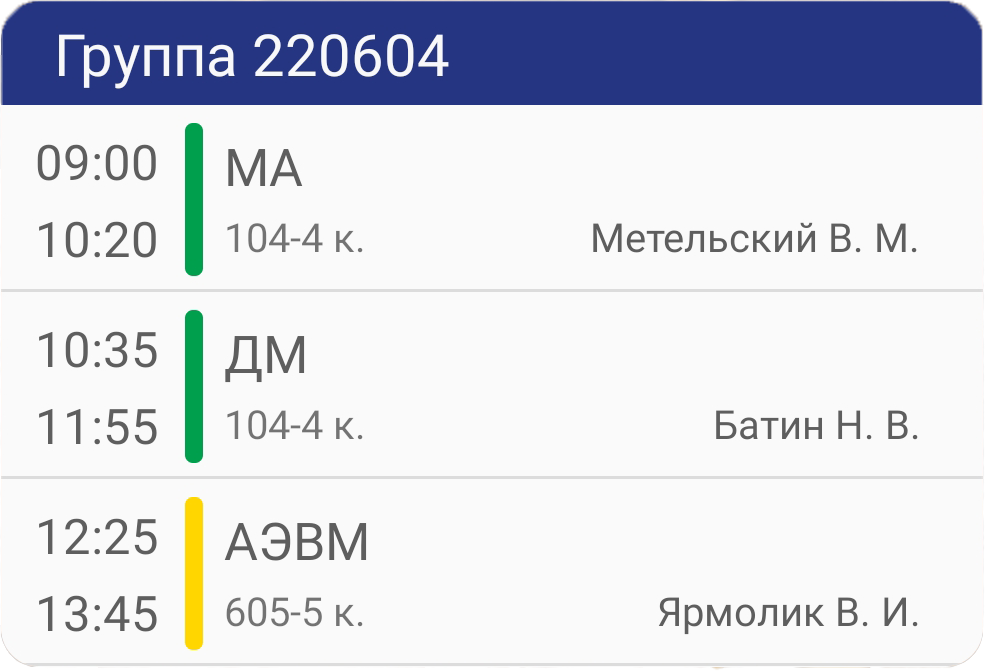 Группа 220604
09:00 МА
10:20 104-4 к. Метельский В. М.
10:35 ДМ
11:55 104-4 к. Батин Н. В.
12:25 АЭВМ
13:45 605-5 к. Ярмолик В. И.